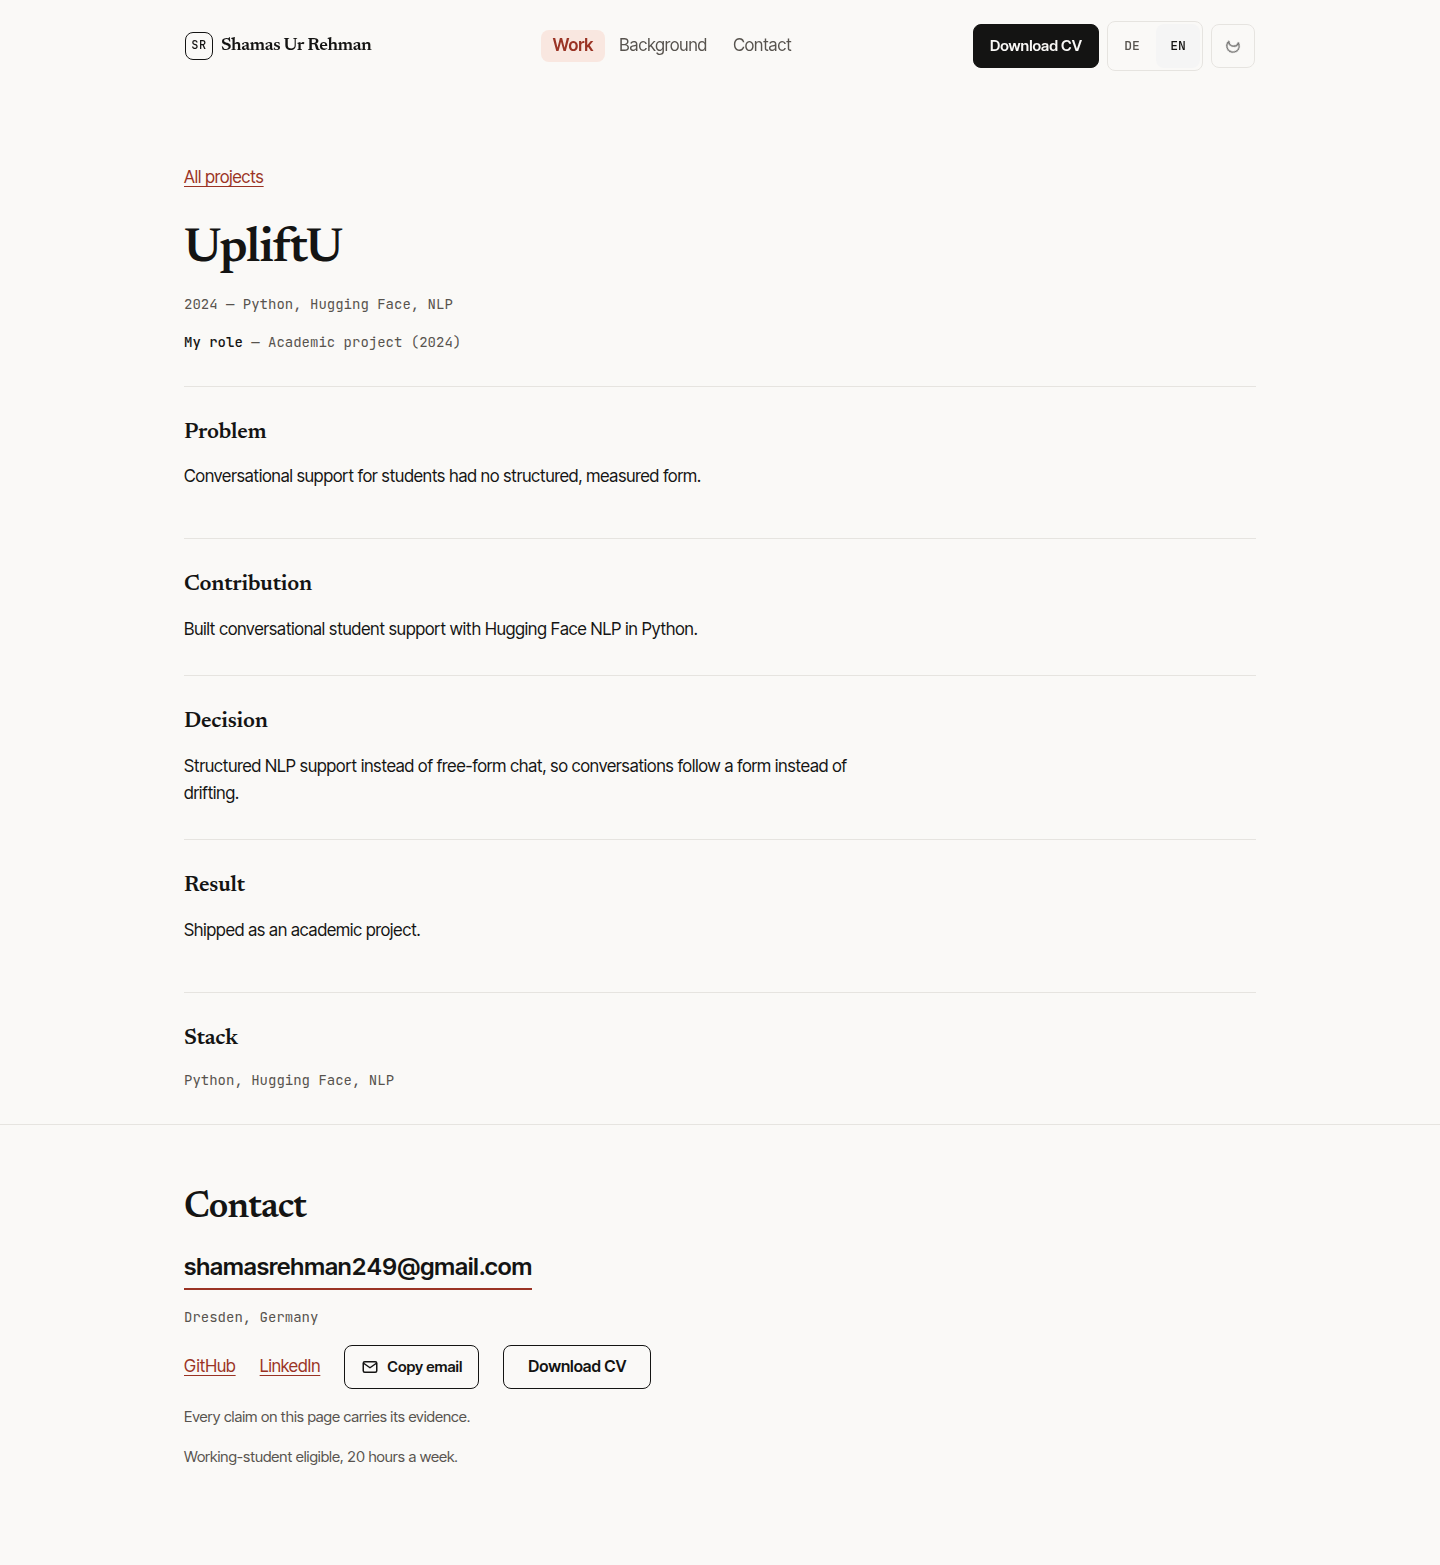 SR Shamas Ur Rehman Work Background Contact Download CV DE EN
All projects
UpliftU
2024 — Python, Hugging Face, NLP
My role — Academic project (2024)
Problem
Conversational support for students had no structured, measured form.
Contribution
Built conversational student support with Hugging Face NLP in Python.
Decision
Structured NLP support instead of free-form chat, so conversations follow a form instead of
drifting.
Result
Shipped as an academic project.
Stack
Python, Hugging Face, NLP
Contact
shamasrehman249@gmail.com
Dresden, Germany
GitHub LinkedIn Copy email Download CV
Every claim on this page carries its evidence.
Working-student eligible, 20 hours a week.